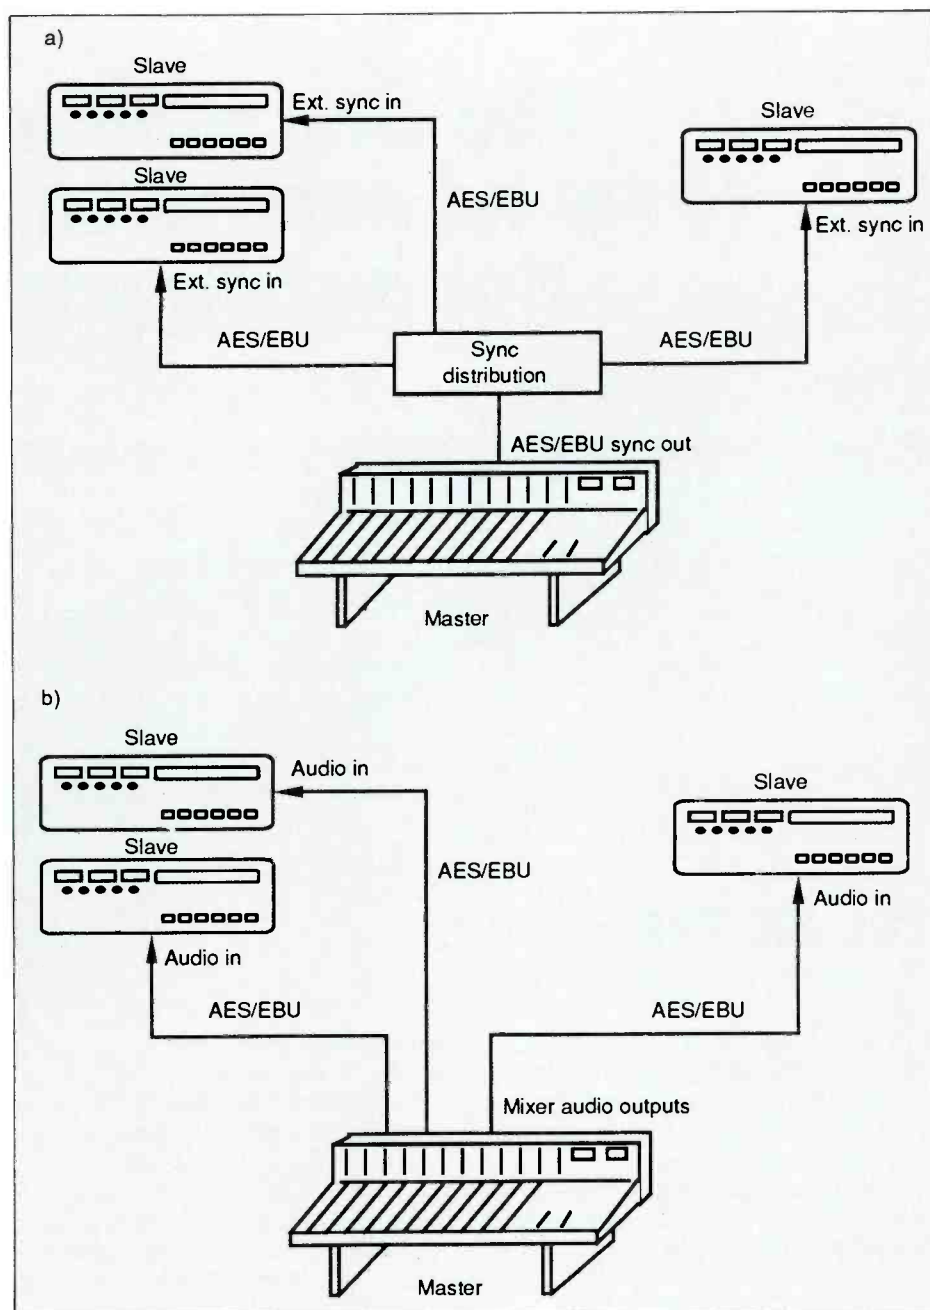 a)
Slave
Ext. sync in
Slave
Slave
AES/EBU
Ext. sync in
Ext. sync in
AES/EBU
AES/EBU
Sync
distribution
AES/EBU sync out
Master
b)
Slave
Audio in
Slave
Slave
AES/EBU
Audio in
Audio in
AES/EBU
AES/EBU
Mixer audio outputs
Master